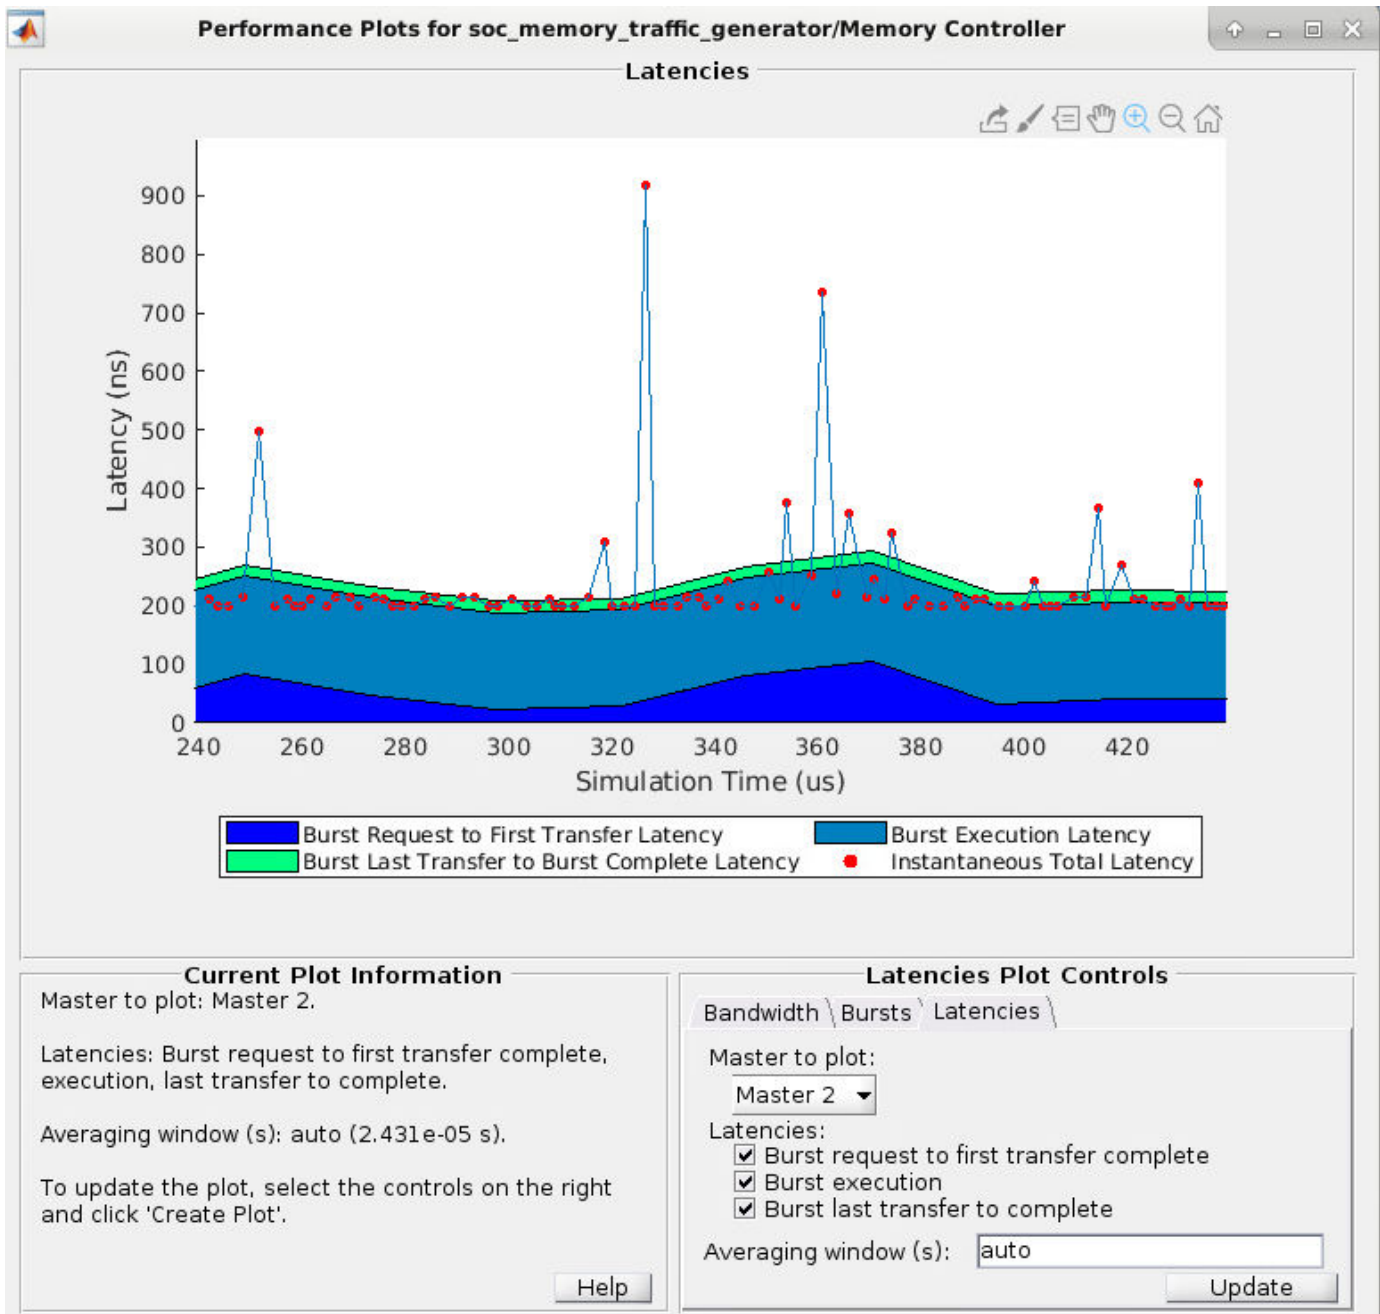 Performance Plots for soc_memory_traffic_generator/Memory Controller
Latencies
900
800
700
600
500
400
300
200
100
0
Latency (ns)
240 260 280 300 320 340 360 380 400 420
Simulation Time (us)
Burst Request to First Transfer Latency
Burst Execution Latency
Burst Last Transfer to Burst Complete Latency
Instantaneous Total Latency
Current Plot Information
Master to plot: Master 2.
Latencies: Burst request to first transfer complete,
execution, last transfer to complete.
Averaging window (s): auto (2.431e-05 s).
To update the plot, select the controls on the right
and click 'Create Plot'.
Help
Latencies Plot Controls
Bandwidth Bursts Latencies
Master to plot:
Master 2
Latencies:
Burst request to first transfer complete
Burst execution
Burst last transfer to complete
Averaging window (s): auto
Update